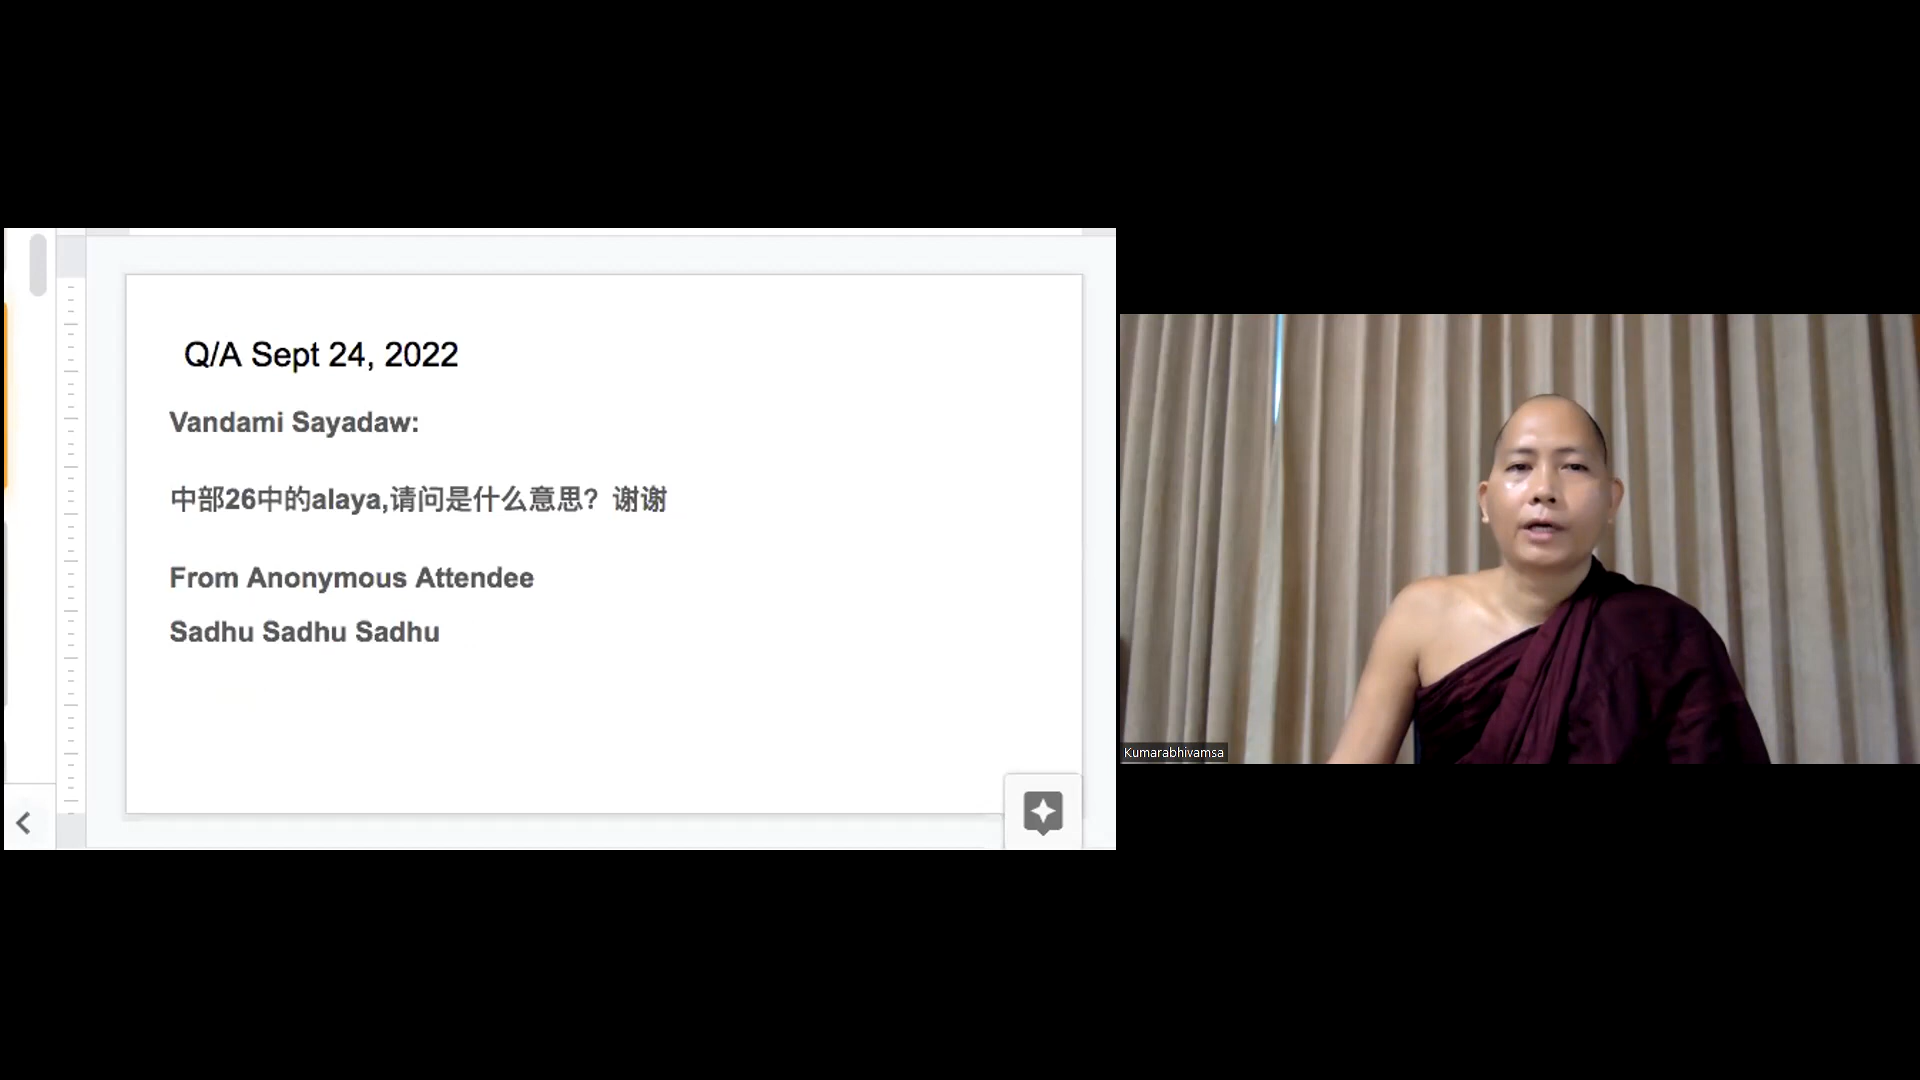 Q/A Sept 24, 2022
Vandami Sayadaw:
中部26中的alaya,请问是什么意思？谢谢
From Anonymous Attendee
Sadhu Sadhu Sadhu
Kumarabhivamsa